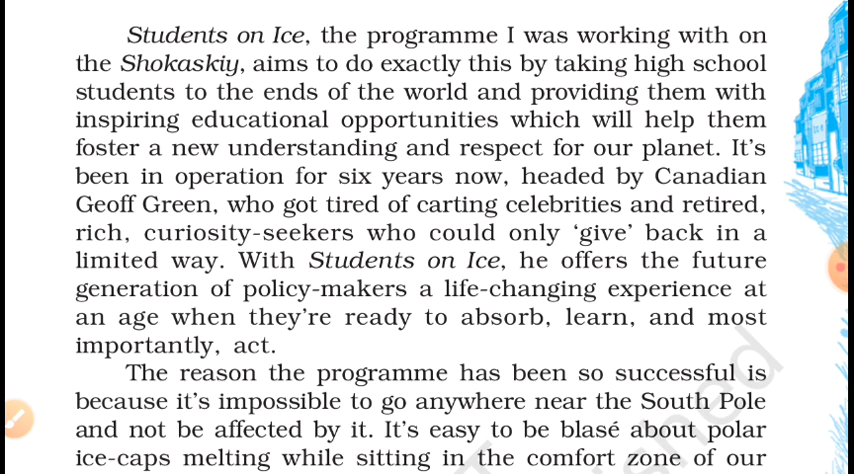 Students on Ice, the programme I was working with on
the Shokaskiy, aims to do exactly this by taking high school
students to the ends of the world and providing them with
inspiring educational opportunities which will help them
foster a new understanding and respect for our planet. It's
been in operation for six years now, headed by Canadian
Geoff Green, who got tired of carting celebrities and retired,
rich, curiosity-seekers who could only ‘give’ back in a
limited way. With Students on Ice, he offers the future
generation of policy-makers a life-changing experience at
an age when they're ready to absorb, learn, and most
importantly, act.
The reason the programme has been so successful is
because it's impossible to go anywhere near the South Pole
and not be affected by it. It's easy to be blasé about polar
ice-caps melting while sitting in the comfort zone of our